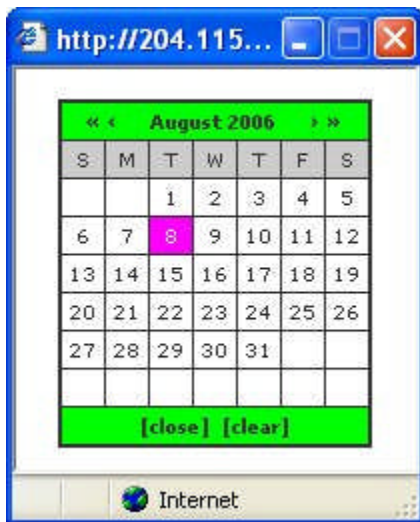 http://204.115...
« ‹ August 2006 › »
S M T W T F S
1 2 3 4 5
6 7 8 9 10 11 12
13 14 15 16 17 18 19
20 21 22 23 24 25 26
27 28 29 30 31
[close] [clear]
Internet